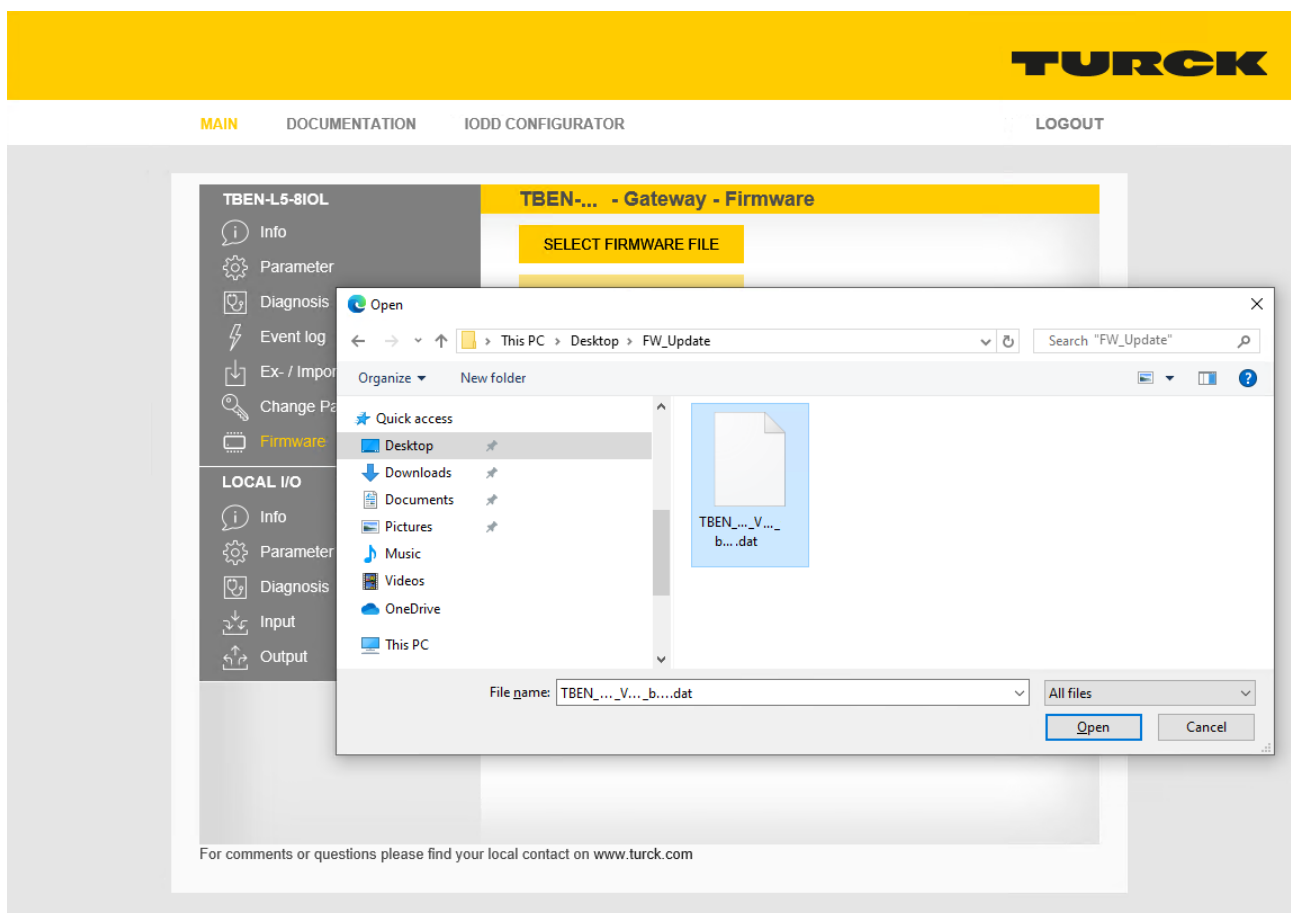 TURCK
MAIN DOCUMENTATION IODD CONFIGURATOR LOGOUT
TBEN-L5-8IOL
Info
Parameter
Diagnosis
Event log
Ex- / Impor
Change Pa
Firmware
LOCAL I/O
Info
Parameter
Diagnosis
Input
Output
TBEN-... - Gateway - Firmware
SELECT FIRMWARE FILE
Open
This PC > Desktop > FW_Update
Search "FW_Update"
Organize New folder
Quick access
Desktop
Downloads
Documents
Pictures
Music
Videos
OneDrive
This PC
TBEN_..._V..._
b... .dat
File name: TBEN_..._V..._b....dat
All files
Open Cancel
For comments or questions please find your local contact on www.turck.com